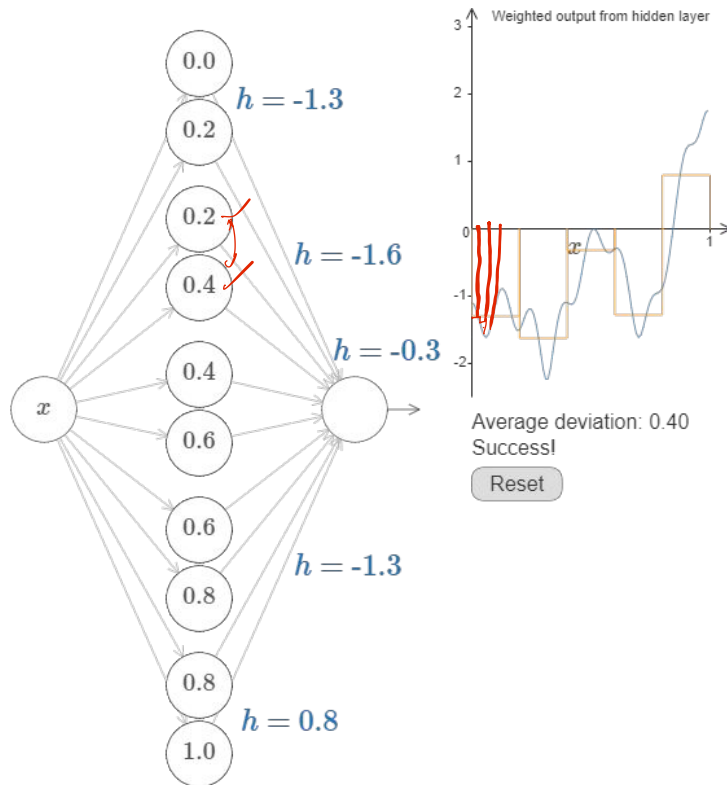 0.0
h = -1.3
0.2
0.2
h = -1.6
0.4
h = -0.3
0.4
x
0.6
0.6
h = -1.3
0.8
0.8
h = 0.8
1.0
Weighted output from hidden layer
3
2
1
0
x
1
-1
-2
Average deviation: 0.40
Success!
Reset